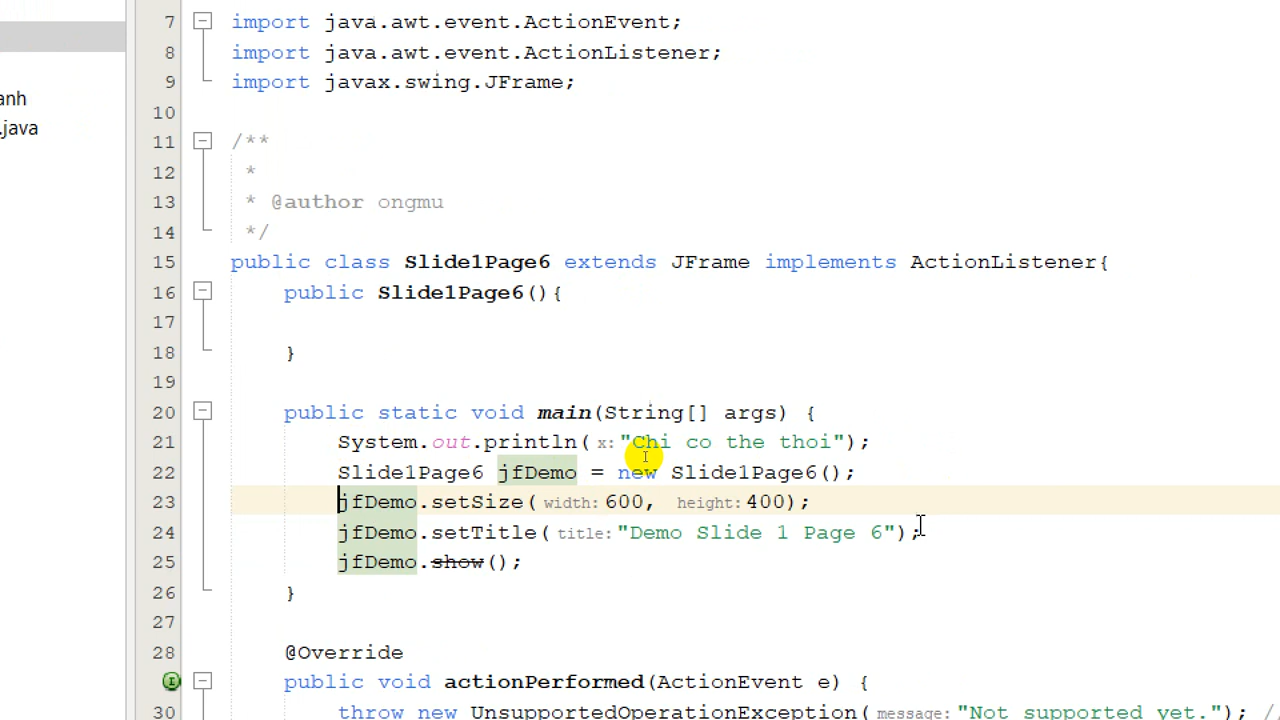 7 import java.awt.event.ActionEvent;
8 import java.awt.event.ActionListener;
9 import javax.swing.JFrame;
anh
10
.java
11 /**
12 *
13 * @author ongmu
14 */
15 public class Slide1Page6 extends JFrame implements ActionListener{
16 public Slide1Page6(){
17
18 }
19
20 public static void main(String[] args) {
21 System.out.println( x: "Chi co the thoi");
22 Slide1Page6 jfDemo = new Slide1Page6();
23 jfDemo.setSize( width: 600, height: 400);
24 jfDemo.setTitle( title: "Demo Slide 1 Page 6");
25 jfDemo.show();
26 }
27
28 @Override
public void actionPerformed(ActionEvent e) {
30 throw new UnsupportedOperationException( message: "Not supported yet."); /